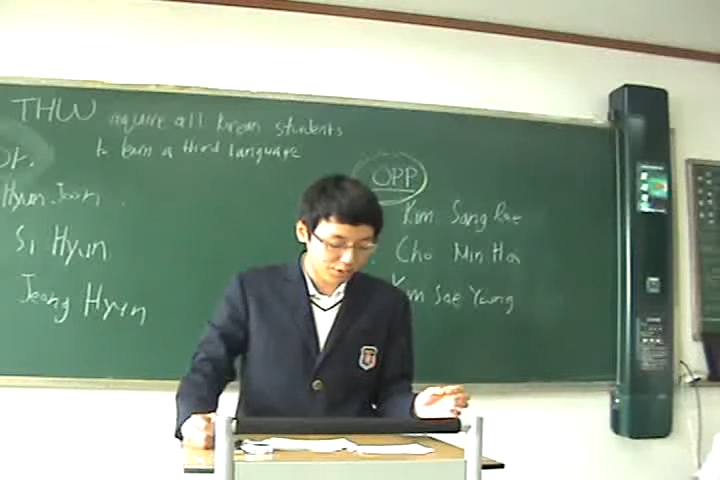 THW require all korean students
to learn a third language
Hyun Joon
Si Hyun
Jeong Hyun
OPP
Kim Sang Rae
Cho Min Ha
Kim Sae Young